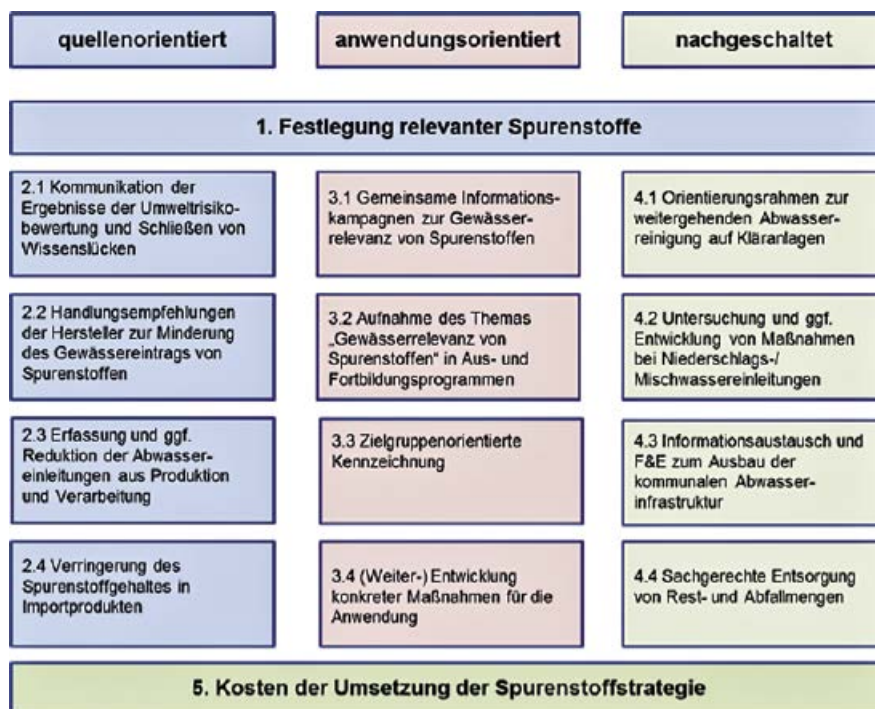 quellenorientiert
anwendungsorientiert
nachgeschaltet
1. Festlegung relevanter Spurenstoffe
2.1 Kommunikation der
Ergebnisse der Umweltrisiko-
bewertung und Schließen von
Wissenslücken
3.1 Gemeinsame Informations-
kampagnen zur Gewässer-
relevanz von Spurenstoffen
4.1 Orientierungsrahmen zur
weitergehenden Abwasser-
reinigung auf Kläranlagen
2.2 Handlungsempfehlungen
der Hersteller zur Minderung
des Gewässereintrags von
Spurenstoffen
3.2 Aufnahme des Themas
„Gewässerrelevanz von
Spurenstoffen“ in Aus- und
Fortbildungsprogrammen
4.2 Untersuchung und ggf.
Entwicklung von Maßnahmen
bei Niederschlags-/
Mischwassereinleitungen
2.3 Erfassung und ggf.
Reduktion der Abwasser-
einleitungen aus Produktion
und Verarbeitung
3.3 Zielgruppenorientierte
Kennzeichnung
4.3 Informationsaustausch und
F&E zum Ausbau der
kommunalen Abwasser-
infrastruktur
2.4 Verringerung des
Spurenstoffgehaltes in
Importprodukten
3.4 (Weiter-) Entwicklung
konkreter Maßnahmen für die
Anwendung
4.4 Sachgerechte Entsorgung
von Rest- und Abfallmengen
5. Kosten der Umsetzung der Spurenstoffstrategie